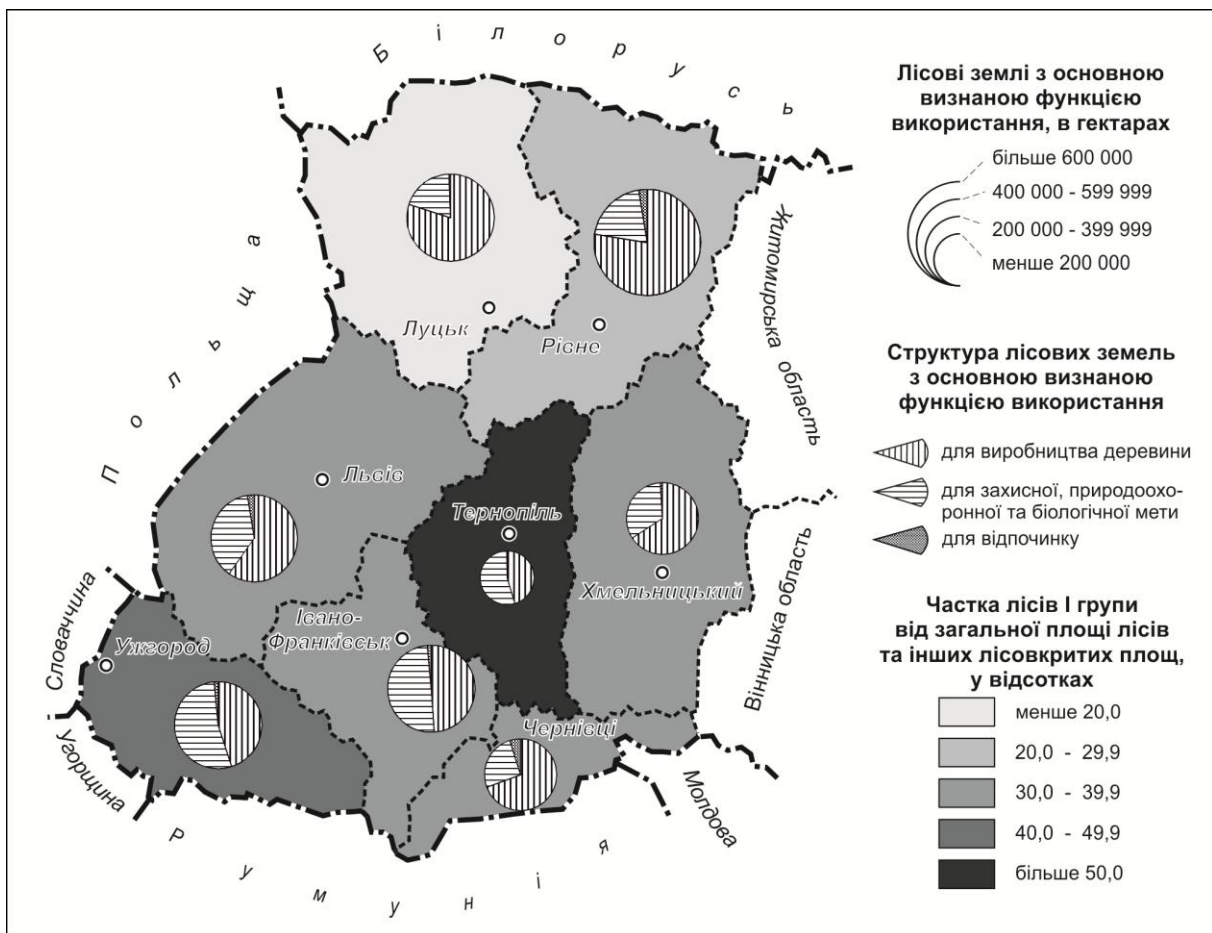 Білорусь
Польща
Словаччина
Угорщина
Румунія
Молдова
Житомирська область
Вінницька область
Луцьк
Рівне
Львів
Тернопіль
Хмельницький
Івано-
Франківськ
Ужгород
Чернівці
Лісові землі з основною
визнаною функцією
використання, в гектарах
більше 600 000
400 000 - 599 999
200 000 - 399 999
менше 200 000
Структура лісових земель
з основною визнаною
функцією використання
для виробництва деревини
для захисної, природоохо-
ронної та біологічної мети
для відпочинку
Частка лісів І групи
від загальної площі лісів
та інших лісовкритих площ,
у відсотках
менше 20,0
20,0 - 29,9
30,0 - 39,9
40,0 - 49,9
більше 50,0